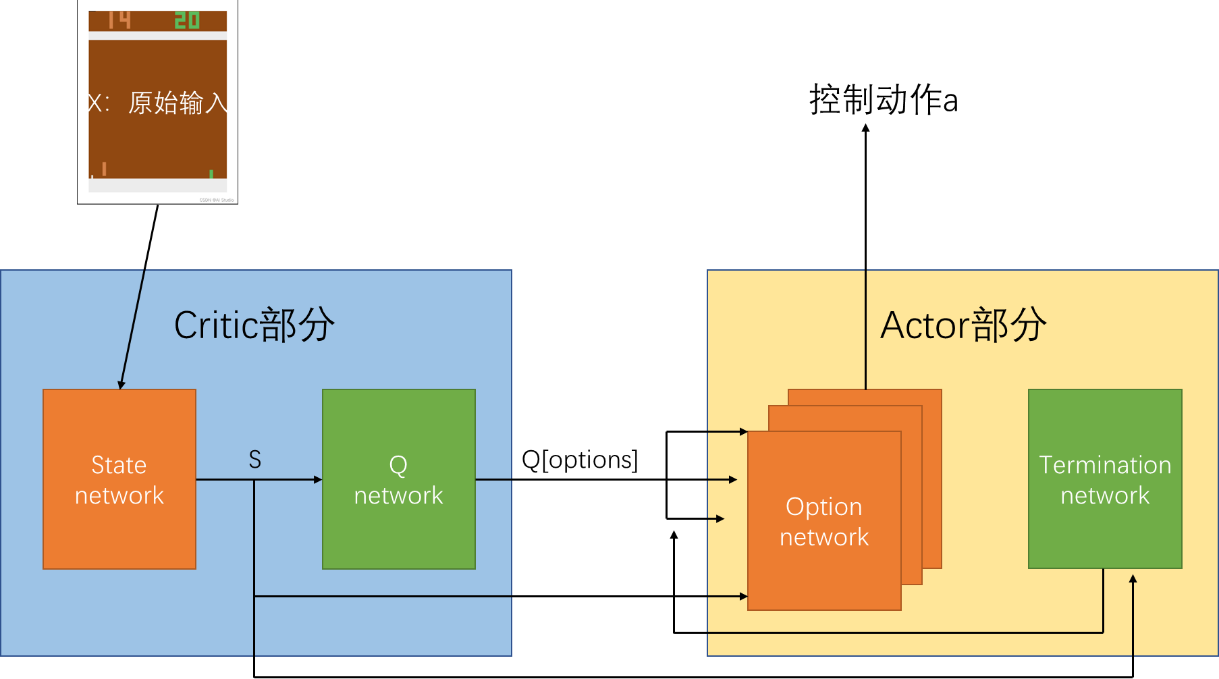 14 20
X: 原始输入
控制动作a
Critic部分
Actor部分
State
network
S
Q
network
Q[options]
Option
network
Termination
network